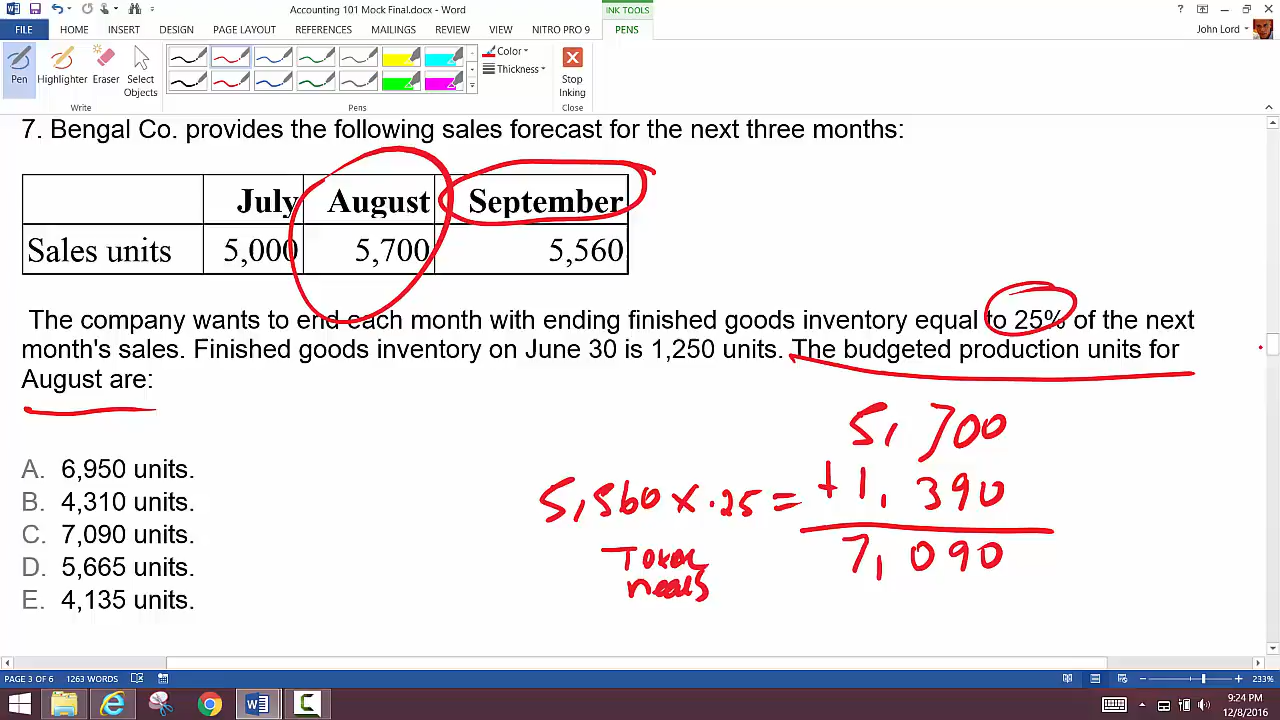 Accounting 101 Mock Final.docx - Word
INK TOOLS
FILE HOME INSERT DESIGN PAGE LAYOUT REFERENCES MAILINGS REVIEW VIEW NITRO PRO 9 PENS
John Lord
Pen Highlighter Eraser Select Objects
Color
Thickness
Stop Inking
Write Pens Close
7. Bengal Co. provides the following sales forecast for the next three months:
July August September
Sales units 5,000 5,700 5,560
The company wants to end each month with ending finished goods inventory equal to 25% of the next
month's sales. Finished goods inventory on June 30 is 1,250 units. The budgeted production units for
August are:
5,700
A. 6,950 units.
5,560 x .25 = + 1,390
B. 4,310 units.
C. 7,090 units.
Total 7,090
D. 5,665 units.
needs
E. 4,135 units.
PAGE 3 OF 6 1263 WORDS 233%
9:24 PM
12/8/2016